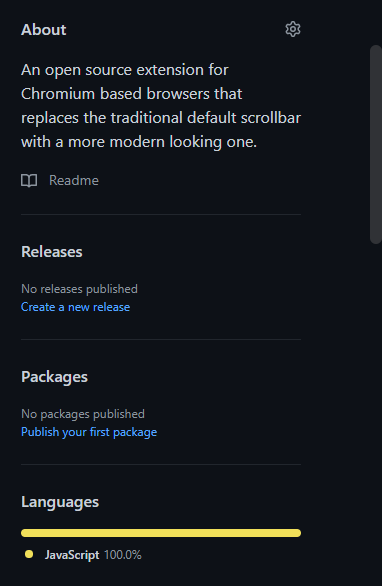 About
An open source extension for
Chromium based browsers that
replaces the traditional default scrollbar
with a more modern looking one.
Readme
Releases
No releases published
Create a new release
Packages
No packages published
Publish your first package
Languages
JavaScript 100.0%